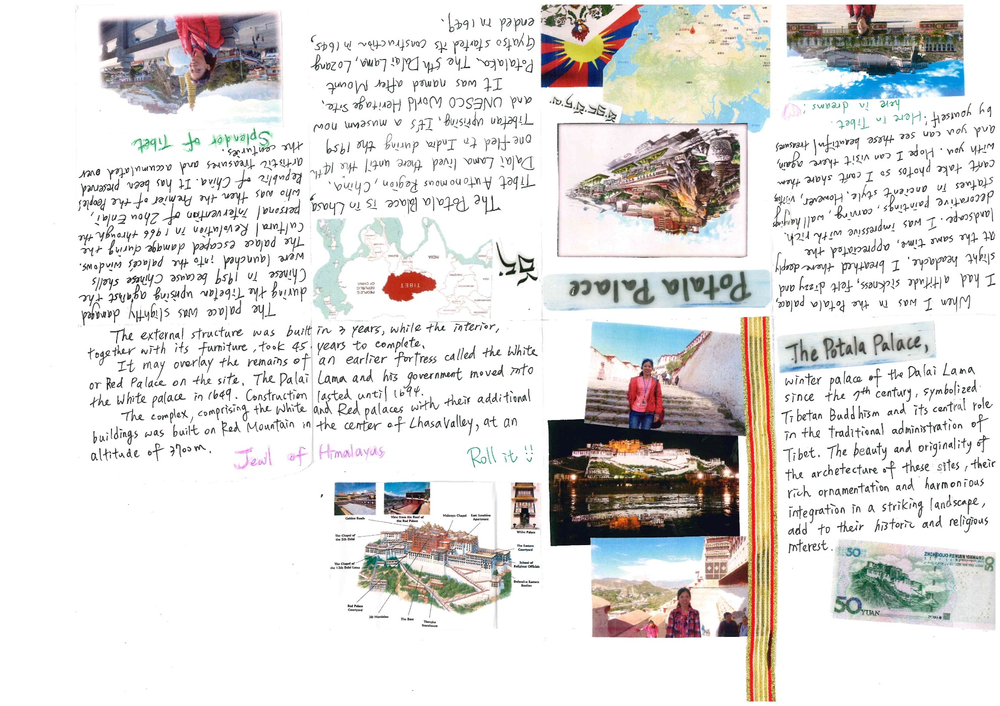 Potala Palace
The Potala Palace is in Lhasa,
Tibet Autonomous Region, China.
Dalai Lama lived there until the 14th
one fled to India during the 1959
Tibetan uprising. It's a museum now
and UNESCO World Heritage Site.
It was named after Mount
Potalaka. The 5th Dalai Lama, Lozang
Gyatso started its construction in 1645,
ended in 1649.
TIBET
PEOPLE'S
REPUBLIC
OF CHINA
INDIA
BURMA
The palace was slightly damaged
during the Tibetan uprising against the
Chinese in 1959 because Chinese shells
were launched into the palace's windows.
The palace escaped damage during the
Cultural Revolution in 1966 through the
personal intervention of Zhou Enlai,
who was then the Premier of the People's
Republic of China. It has been preserved
artistic treasures and accumulated over
the centuries.
Splendor of Tibet
When I was in the Potala palace,
I had altitude sickness, felt dizzy and
slight headache. I breathed there deeply
at the same time, appreciated the
landscape. I was impressive with rich
decorative paintings, carving, wall hangings
statues in ancient style. However, visitors
can't take photos so I can't share them
with you. Hope I can visit there again,
and you can see these beautiful treasures
by yourself! Here in Tibet.
here in dreams!
The external structure was built in 3 years, while the interior,
together with its furniture, took 45 years to complete.
It may overlay the remains of an earlier fortress called the White
or Red Palace on the site. The Dalai Lama and his government moved into
the White palace in 1649. Construction lasted until 1694.
The complex, comprising the White and Red palaces with their additional
buildings was built on Red Mountain in the center of Lhasa Valley, at an
altitude of 3700m.
Jewl of Himalayas
Roll it
Golden Roofs
View from the Roof of
the Red Palace
Maitreya Chapel
East Sunshine
Apartment
White Palace
The Chapel of
the 5th Dalai
The Eastern
Courtyard
The Chapel of
the 13th Dalai Lama
School of
Religious Officials
Defensive Eastern
Bastion
Red Palace
Courtyard
3D Mandalas
The Base
Thangka
Storehouse
The Potala Palace,
winter palace of the Dalai Lama
since the 7th century, symbolized
Tibetan Buddhism and its central role
in the traditional administration of
Tibet. The beauty and originality of
the archetecture of these sites, their
rich ornamentation and harmonious
integration in a striking landscape,
add to their historic and religious
interest.
50
ZHONGGUO RENMIN YINHANG
50
50
YUAN